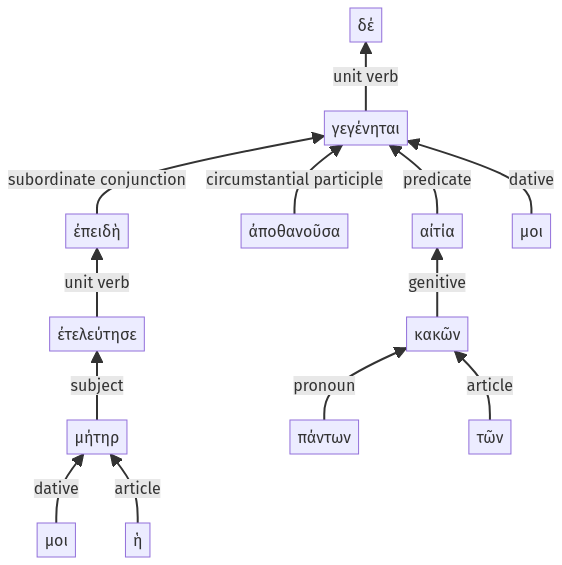 δέ
unit verb
γεγένηται
subordinate conjunction circumstantial participle predicate dative
ἐπειδὴ ἀποθανοῦσα αἰτία μοι
unit verb genitive
ἐτελεύτησε κακῶν
subject pronoun article
μήτηρ πάντων τῶν
dative article
μοι ἡ